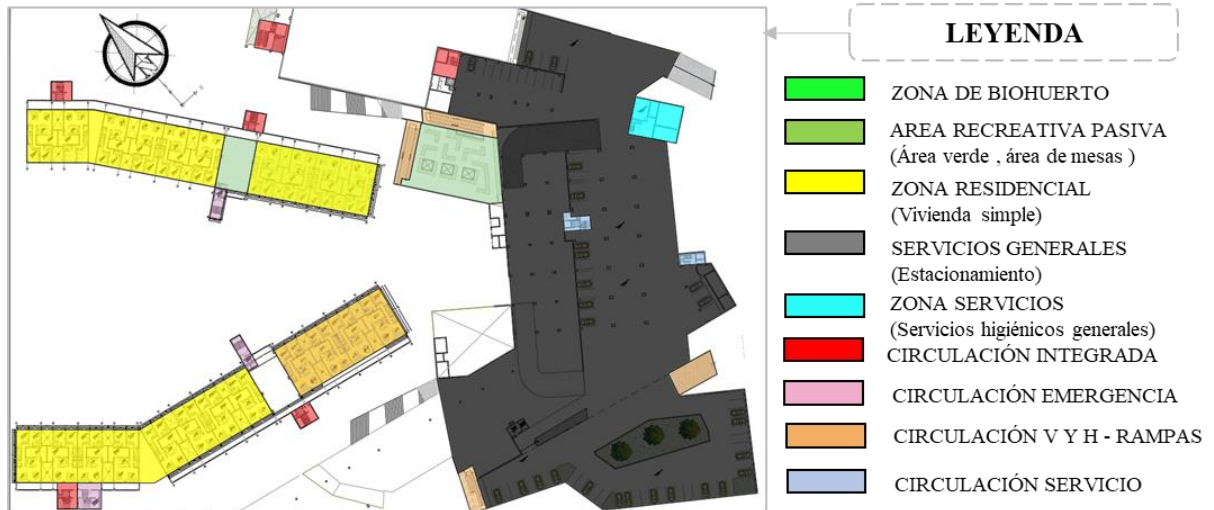 LEYENDA
ZONA DE BIOHUERTO
AREA RECREATIVA PASIVA
(Área verde , área de mesas )
ZONA RESIDENCIAL
(Vivienda simple)
SERVICIOS GENERALES
(Estacionamiento)
ZONA SERVICIOS
(Servicios higiénicos generales)
CIRCULACIÓN INTEGRADA
CIRCULACIÓN EMERGENCIA
CIRCULACIÓN V Y H - RAMPAS
CIRCULACIÓN SERVICIO